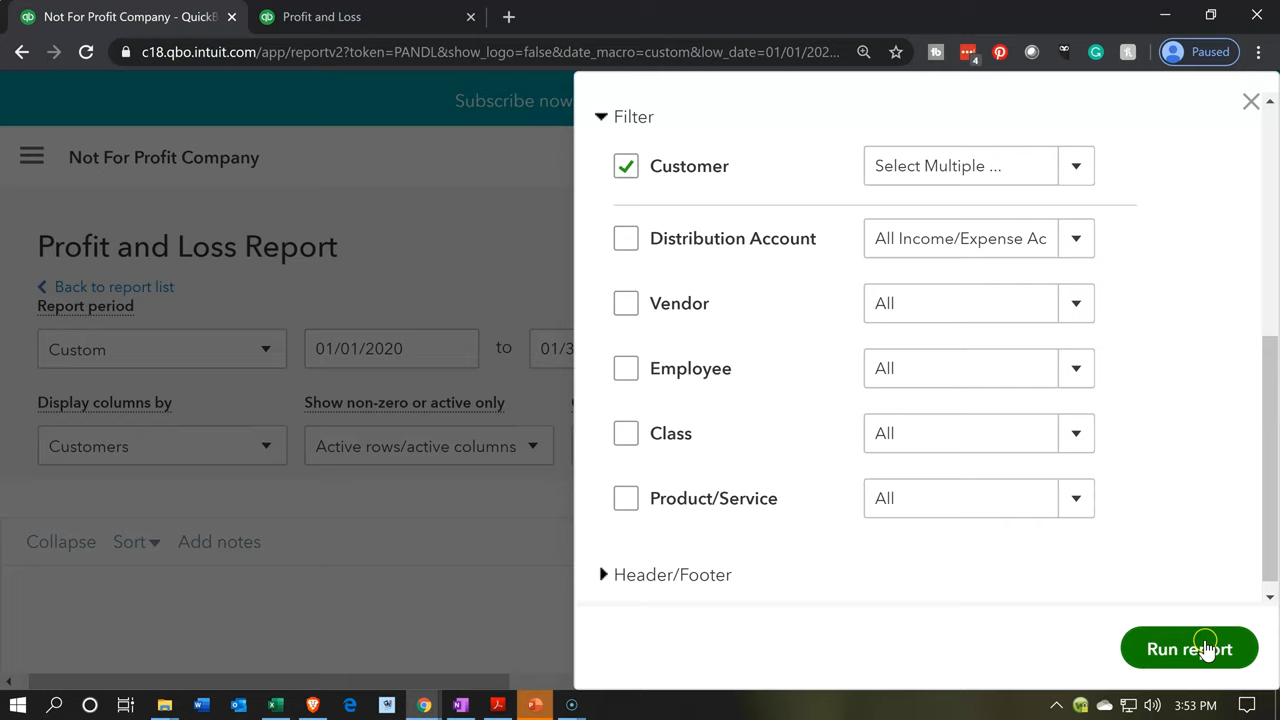 Not For Profit Company - QuickB
Profit and Loss
c18.qbo.intuit.com/app/reportv2?token=PANDL&show_logo=false&date_macro=custom&low_date=01/01/202...
4
Paused
Subscribe now
Not For Profit Company
Profit and Loss Report
Back to report list
Report period
Custom
01/01/2020
to
01/3
Display columns by
Show non-zero or active only
Customers
Active rows/active columns
Collapse
Sort
Add notes
Filter
Customer
Select Multiple ...
Distribution Account
All Income/Expense Ac
Vendor
All
Employee
All
Class
All
Product/Service
All
Header/Footer
Run report
3:53 PM